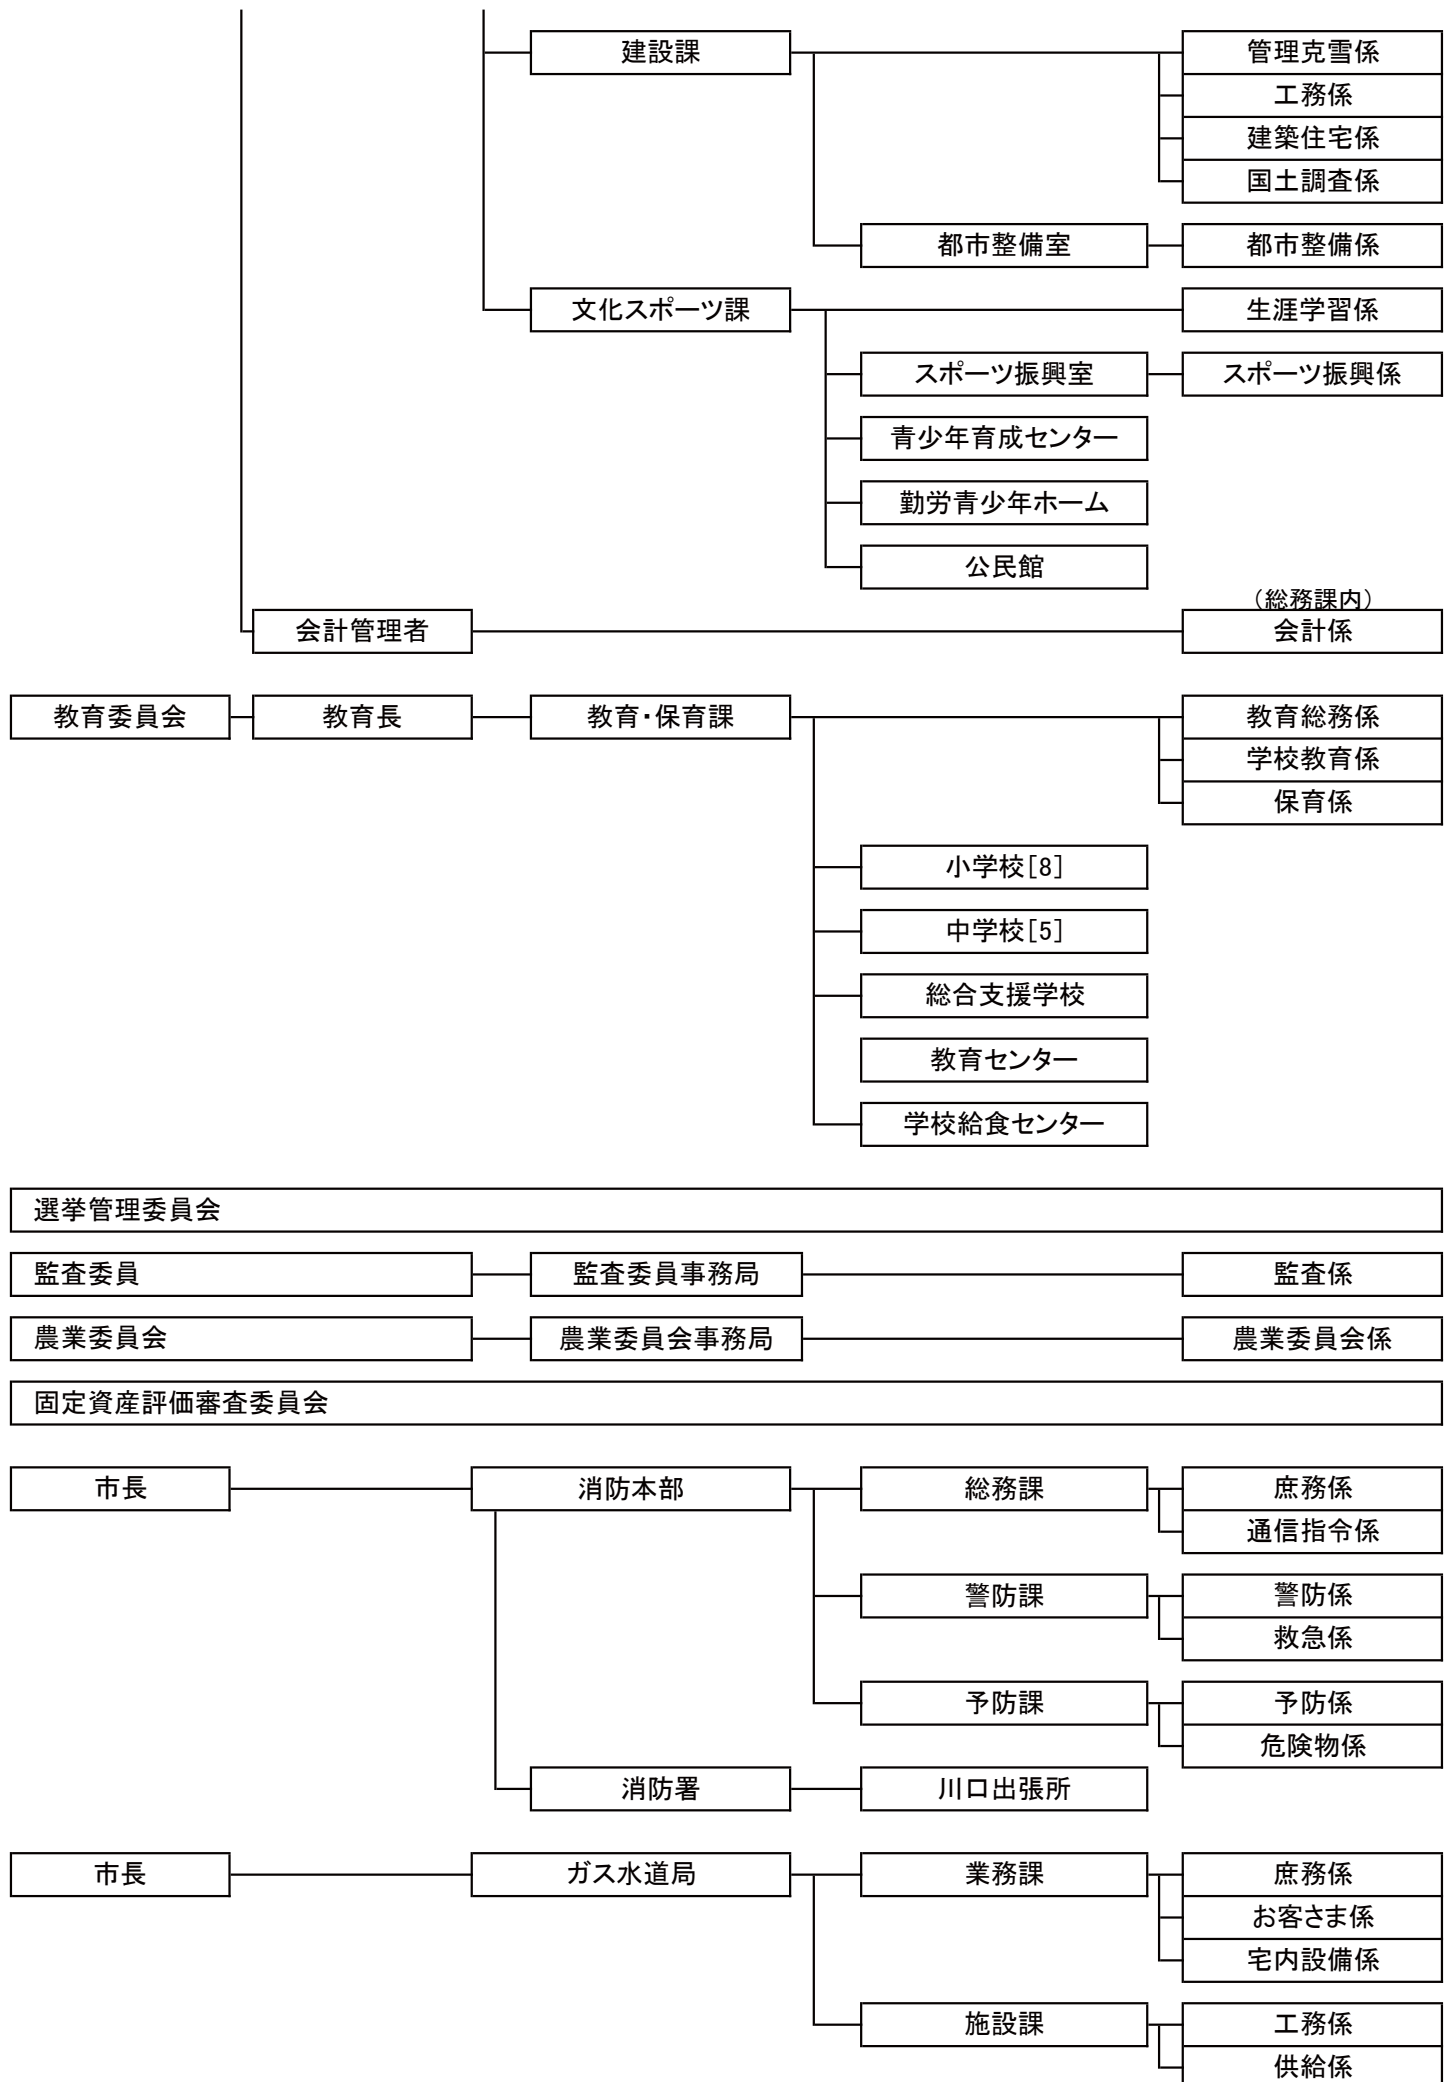 建設課
管理克雪係
工務係
建築住宅係
国土調査係
都市整備室
都市整備係
文化スポーツ課
生涯学習係
スポーツ振興室
スポーツ振興係
青少年育成センター
勤労青少年ホーム
公民館
（総務課内）
会計管理者
会計係
教育委員会
教育長
教育・保育課
教育総務係
学校教育係
保育係
小学校[8]
中学校[5]
総合支援学校
教育センター
学校給食センター
選挙管理委員会
監査委員
監査委員事務局
監査係
農業委員会
農業委員会事務局
農業委員会係
固定資産評価審査委員会
市長
消防本部
総務課
庶務係
通信指令係
警防課
警防係
救急係
予防課
予防係
危険物係
消防署
川口出張所
市長
ガス水道局
業務課
庶務係
お客さま係
宅内設備係
施設課
工務係
供給係